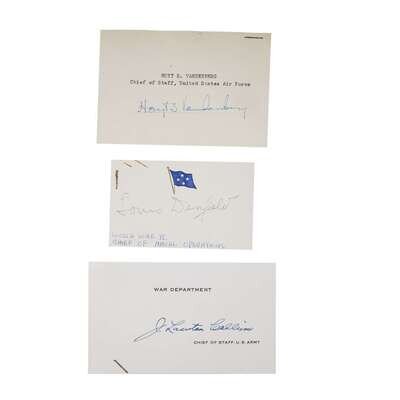 HOYT S. VANDENBERG
Chief of Staff, United States Air Force
Hoyt S Vandenberg
Louis Denfeld
WORLD WAR II
CHIEF OF NAVAL OPERATIONS
WAR DEPARTMENT
J. Lawton Collins
CHIEF OF STAFF U.S. ARMY